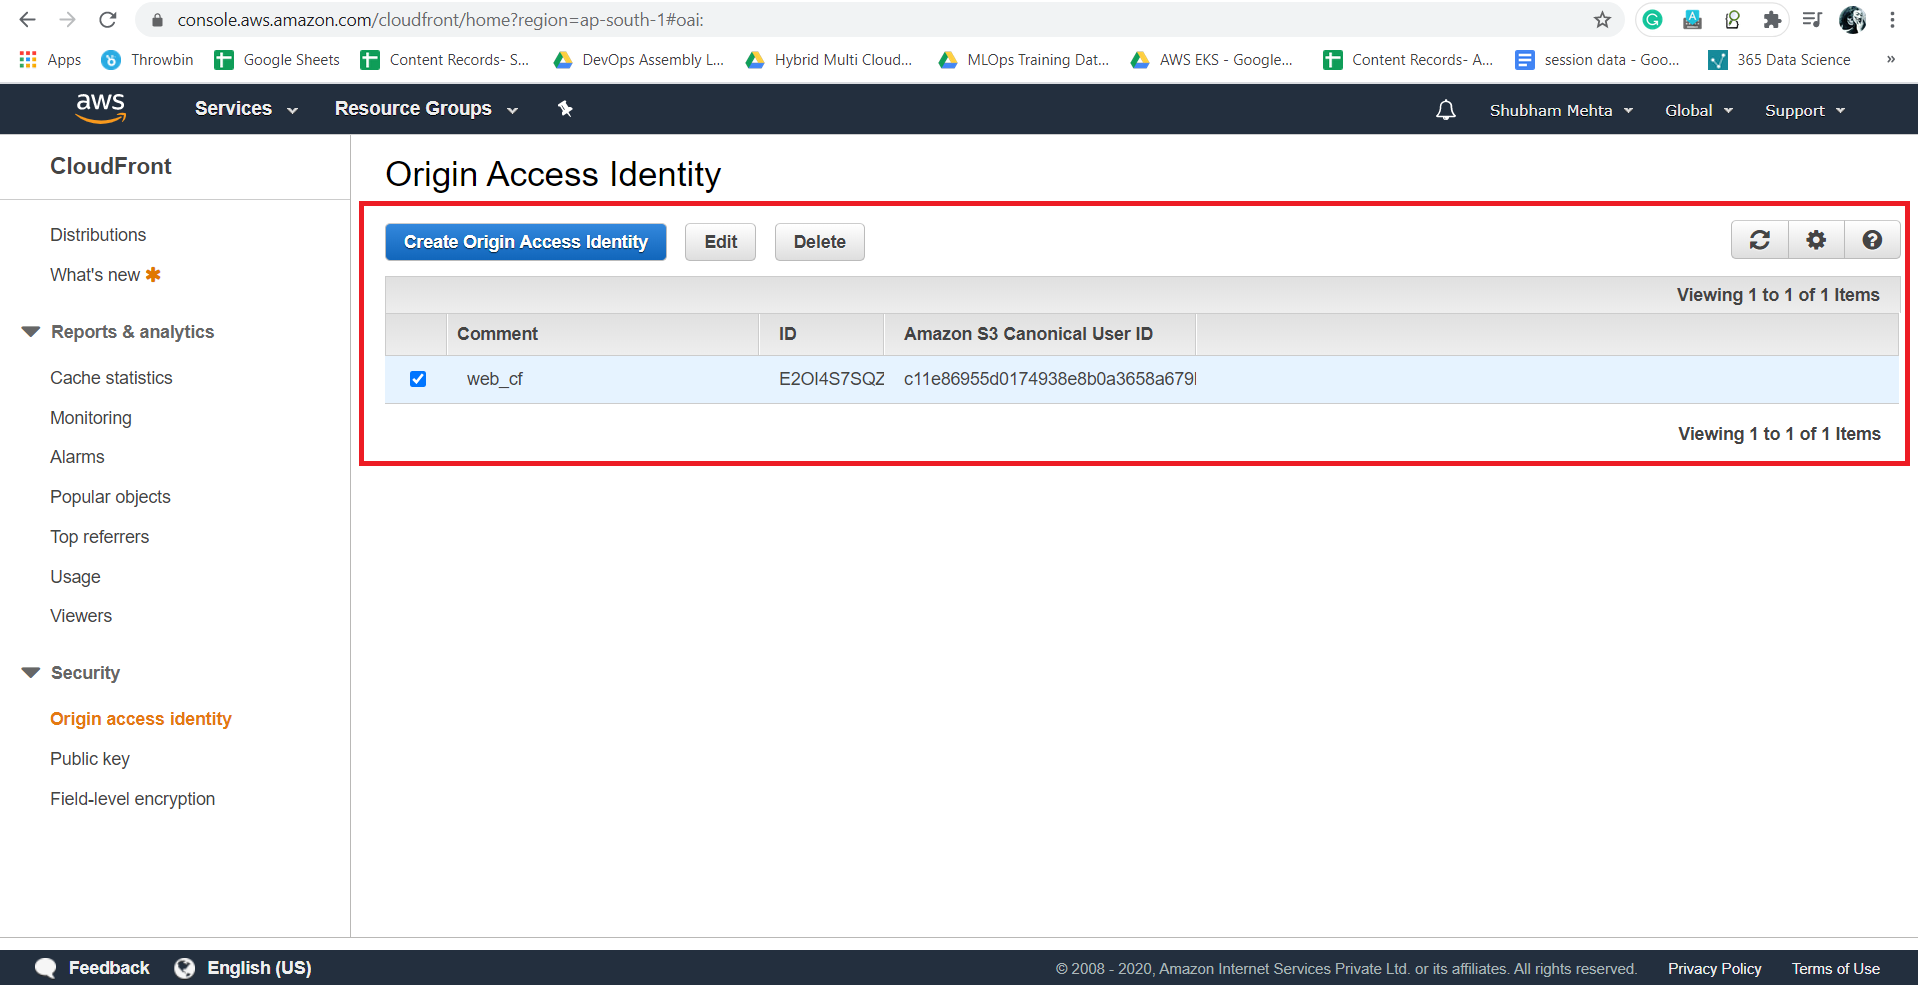 console.aws.amazon.com/cloudfront/home?region=ap-south-1#oai:
Apps Throwbin Google Sheets Content Records- S... DevOps Assembly L... Hybrid Multi Cloud... MLOps Training Dat... AWS EKS - Google... Content Records- A... session data - Goo... 365 Data Science »
aws Services Resource Groups Shubham Mehta Global Support
CloudFront
Distributions
What's new
Reports & analytics
Cache statistics
Monitoring
Alarms
Popular objects
Top referrers
Usage
Viewers
Security
Origin access identity
Public key
Field-level encryption
Origin Access Identity
Create Origin Access Identity Edit Delete
Viewing 1 to 1 of 1 Items
Comment ID Amazon S3 Canonical User ID
web_cf E2OI4S7SQZ c11e86955d0174938e8b0a3658a679
Viewing 1 to 1 of 1 Items
Feedback English (US) © 2008 - 2020, Amazon Internet Services Private Ltd. or its affiliates. All rights reserved. Privacy Policy Terms of Use